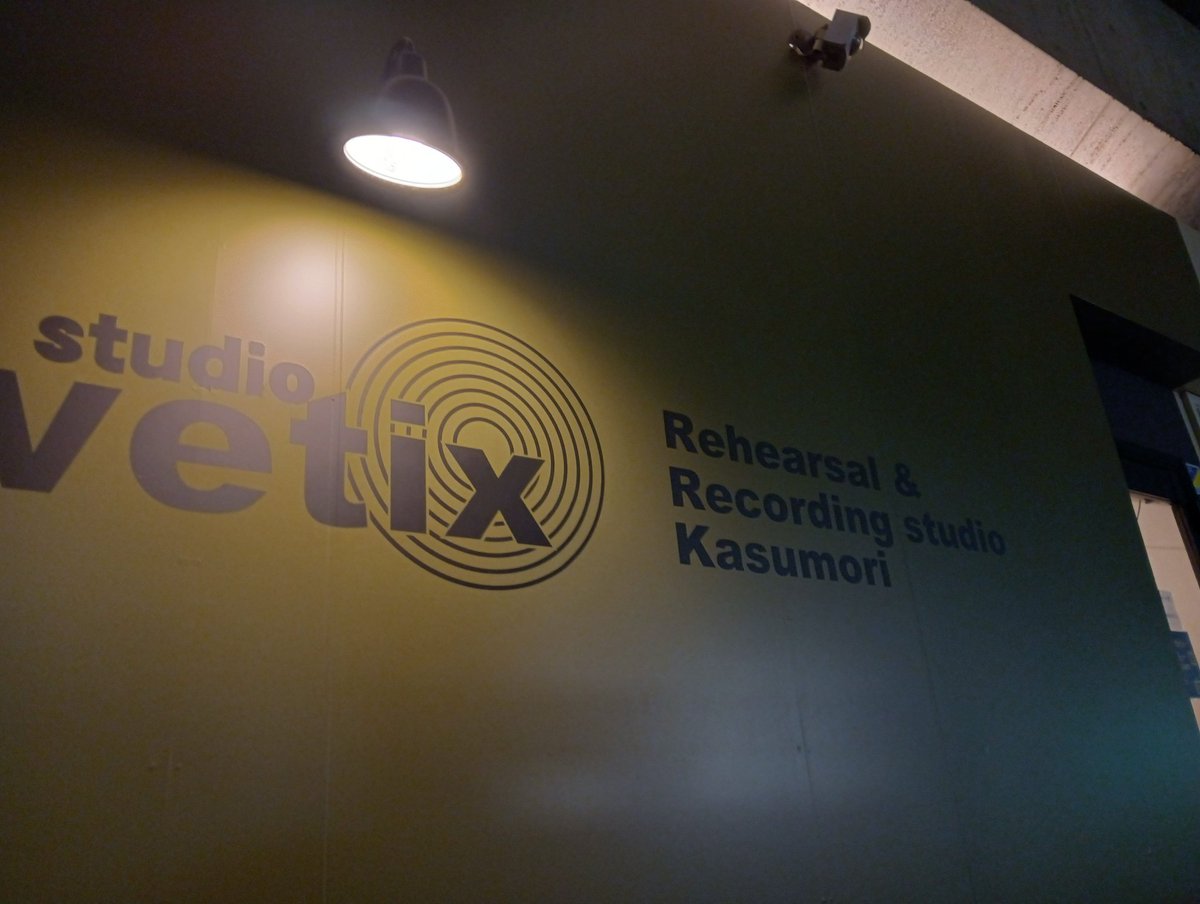 studio
vetix
Rehearsal &
Recording studio
Kasumori